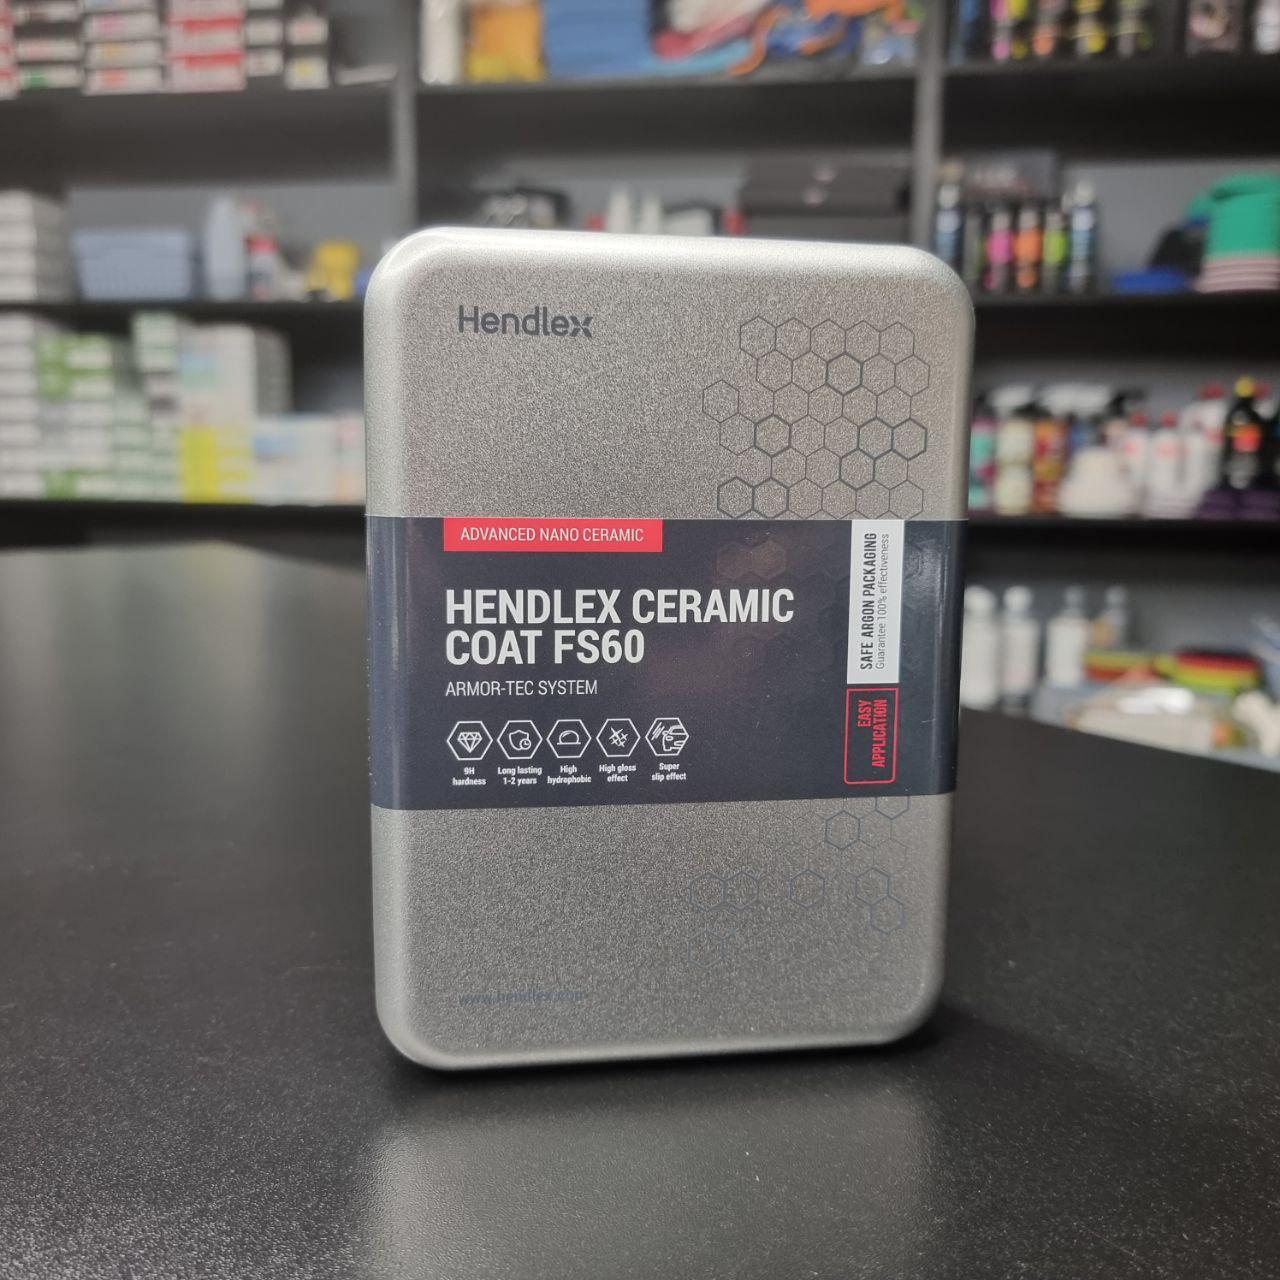 Hendlex
ADVANCED NANO CERAMIC
HENDLEX CERAMIC
COAT FS60
ARMOR-TEC SYSTEM
9H
hardness
Long lasting
1-2 years
High
hydrophobic
High gloss
effect
Super
slip effect
SAFE ARGON PACKAGING
Guarantee 100% effectiveness
EASY
APPLICATION
www.hendlex.com